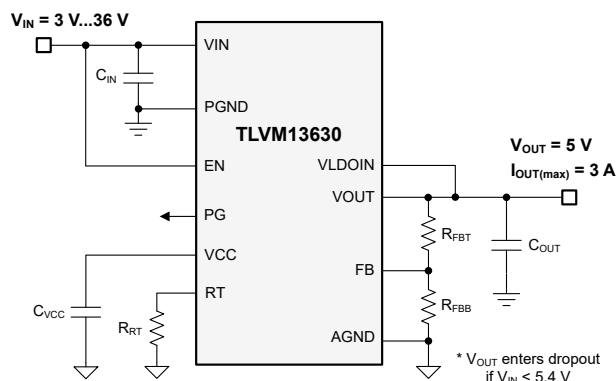 V_IN = 3 V...36 V
VIN
C_IN
PGND
TLVM13630
EN
VLDOIN
V_OUT = 5 V
I_OUT(max) = 3 A
VOUT
PG
R_FBT
C_OUT
VCC
FB
RT
C_VCC
R_RT
R_FBB
AGND
* V_OUT enters dropout
if V_IN < 5.4 V